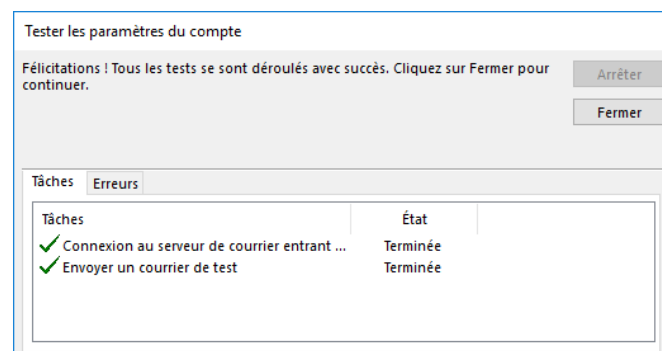 Tester les paramètres du compte
Félicitations ! Tous les tests se sont déroulés avec succès. Cliquez sur Fermer pour
continuer.
Arrêter
Fermer
Tâches Erreurs
Tâches État
Connexion au serveur de courrier entrant ... Terminée
Envoyer un courrier de test Terminée